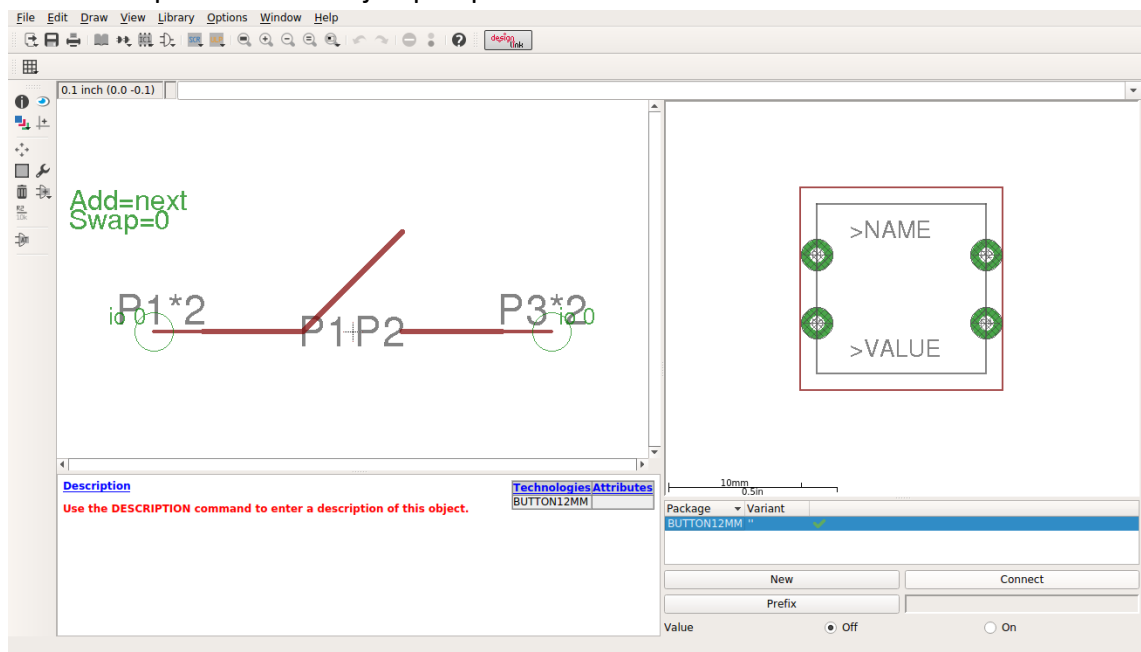 File Edit Draw View Library Options Window Help
design link
0.1 inch (0.0 -0.1)
Add=next
Swap=0
P1*2
io 0
P1
P2
P3*2
io 0
>NAME
>VALUE
10mm
0.5in
Description
Use the DESCRIPTION command to enter a description of this object.
Technologies Attributes
BUTTON12MM
Package Variant
BUTTON12MM ''
New Connect
Prefix
Value Off On